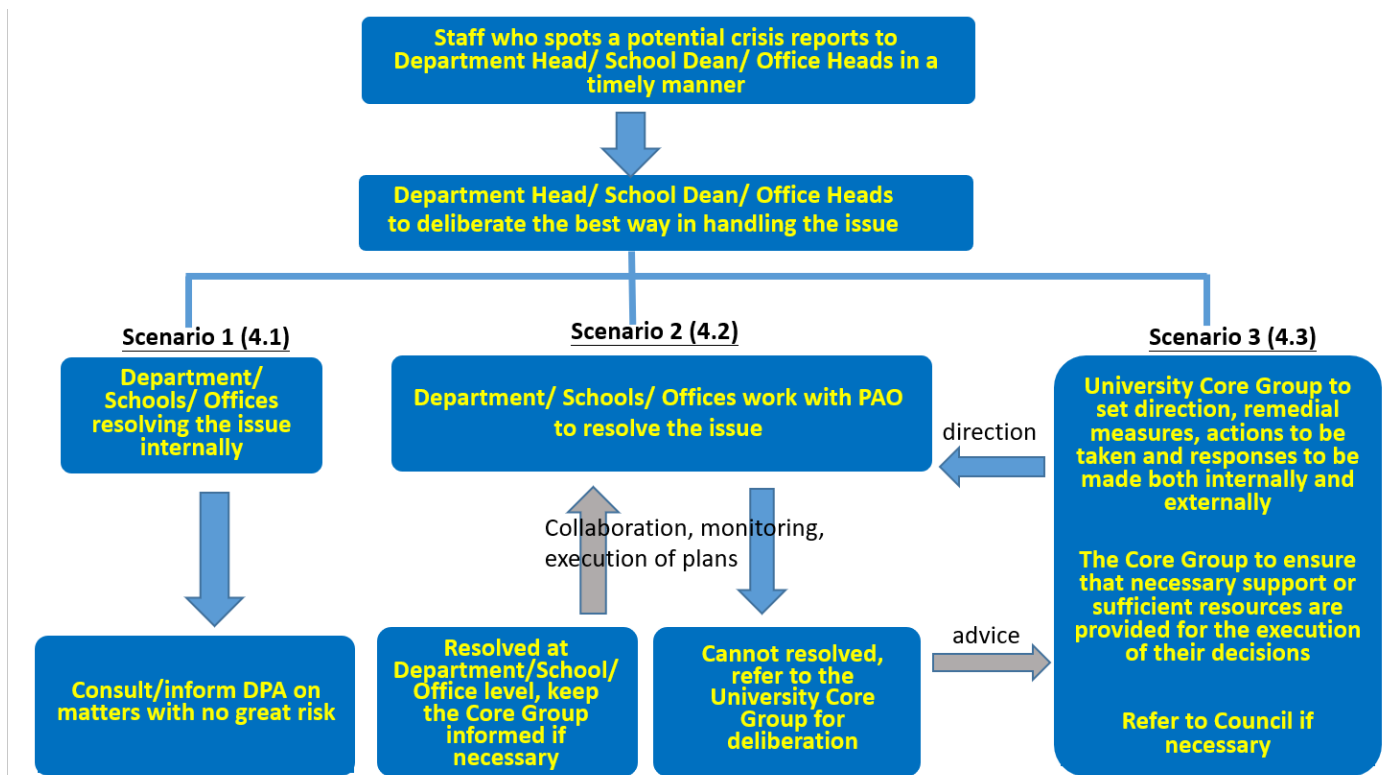 Staff who spots a potential crisis reports to
Department Head/ School Dean/ Office Heads in a
timely manner
Department Head/ School Dean/ Office Heads
to deliberate the best way in handling the issue
Scenario 1 (4.1)
Department/
Schools/ Offices
resolving the issue
internally
Consult/inform DPA on
matters with no great risk
Scenario 2 (4.2)
Department/ Schools/ Offices work with PAO
to resolve the issue
Collaboration, monitoring,
execution of plans
Resolved at
Department/School/
Office level, keep
the Core Group
informed if
necessary
Cannot resolved,
refer to the
University Core
Group for
deliberation
direction
advice
Scenario 3 (4.3)
University Core Group to
set direction, remedial
measures, actions to be
taken and responses to be
made both internally and
externally
The Core Group to ensure
that necessary support or
sufficient resources are
provided for the execution
of their decisions
Refer to Council if
necessary